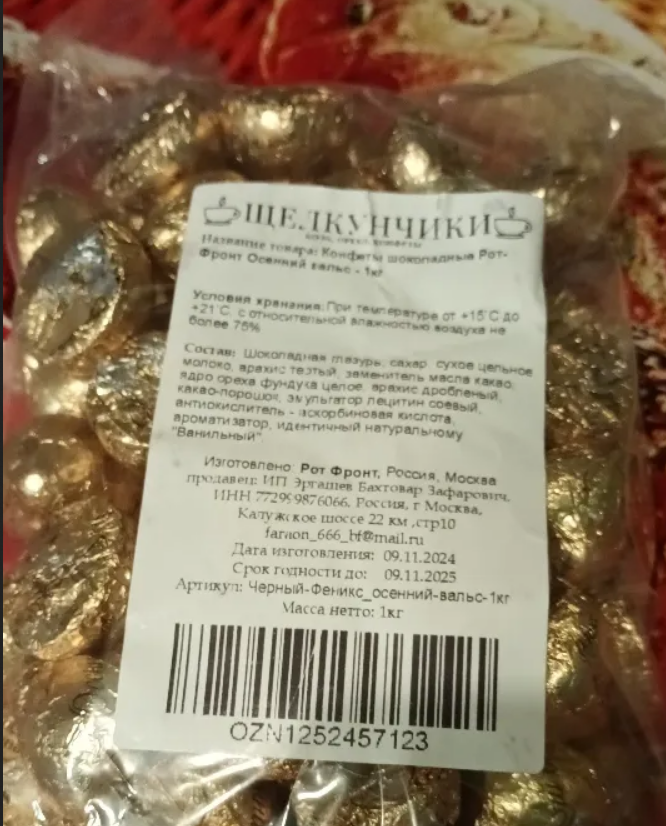 ЩЕЛКУНЧИКИ
Название товара: Конфеты шоколадные Рот-
Фронт Осенний вальс - 1кг
Условия хранения: При температуре от +15°С до
+21°С, с относительной влажностью воздуха не
более 75%
Состав: Шоколадная глазурь, сахар, сухое цельное
молоко, арахис тертый, заменитель масла какао,
ядро ореха фундука целое, арахис дробленый,
какао-порошок, эмульгатор лецитин соевый,
антиокислитель - аскорбиновая кислота,
ароматизатор, идентичный натуральному
"Ванильный"
Изготовлено: Рот Фронт, Россия, Москва
продавец: ИП Эргашев Бахтовар Зафарович,
ИНН 772999876066, Россия, г Москва,
Калужское шоссе 22 км ,стр10
faraon_666_bf@mail.ru
Дата изготовления: 09.11.2024
Срок годности до: 09.11.2025
Артикул: Черный-Феникс_осенний-вальс-1кг
Масса нетто: 1кг
OZN1252457123